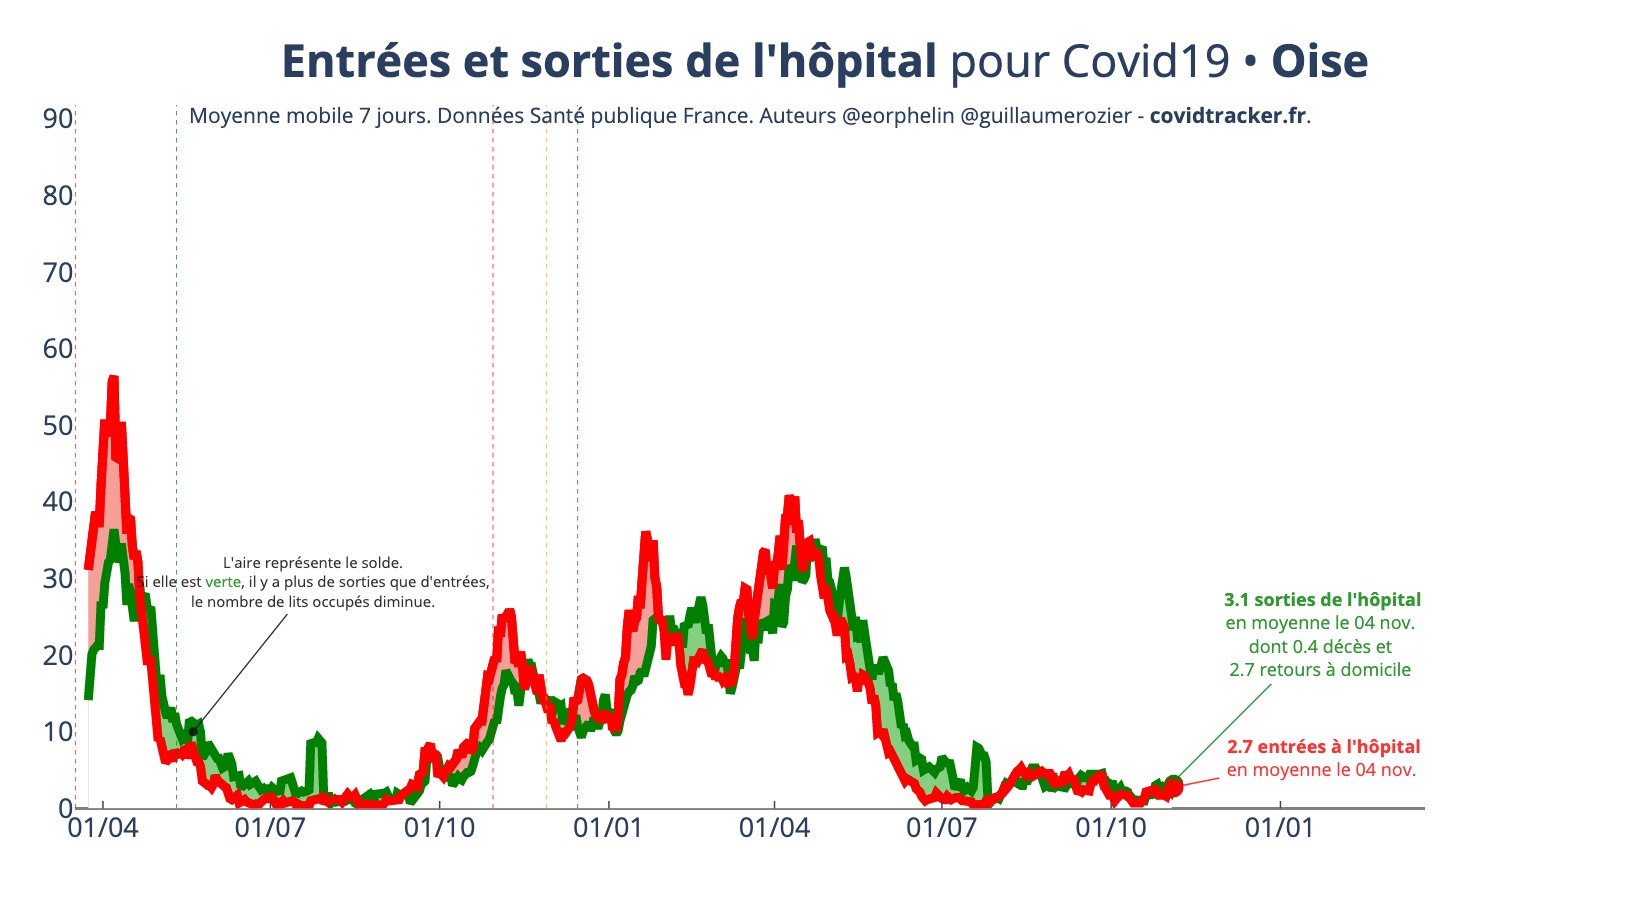 Entrées et sorties de l'hôpital pour Covid19 • Oise
Moyenne mobile 7 jours. Données Santé publique France. Auteurs @eorphelin @guillaumerozier - covidtracker.fr.
90
80
70
60
50
40
30
20
10
0
L'aire représente le solde.
Si elle est verte, il y a plus de sorties que d'entrées,
le nombre de lits occupés diminue.
3.1 sorties de l'hôpital
en moyenne le 04 nov.
dont 0.4 décès et
2.7 retours à domicile
2.7 entrées à l'hôpital
en moyenne le 04 nov.
01/04 01/07 01/10 01/01 01/04 01/07 01/10 01/01